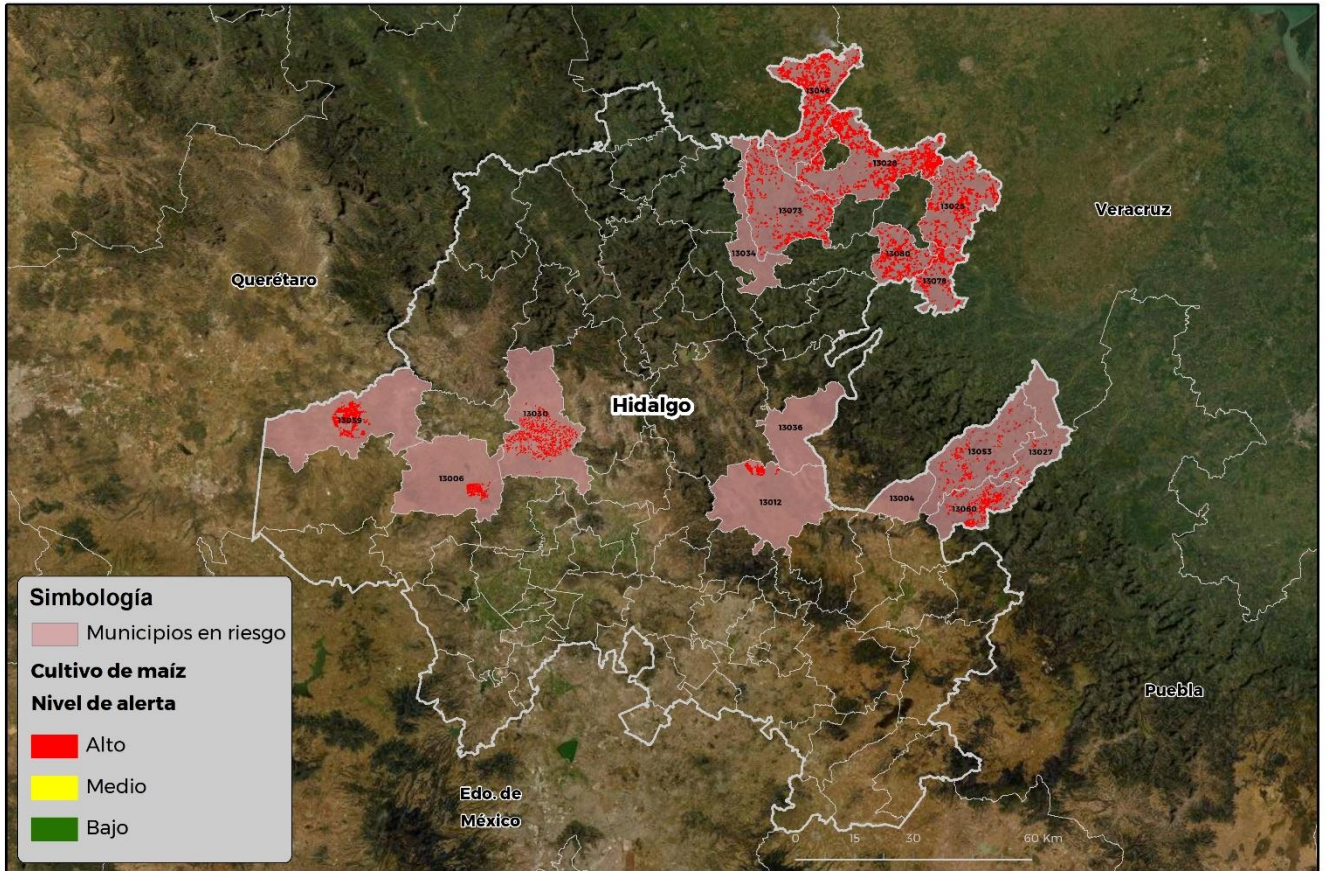 13046
13028
13025
13073
Veracruz
13034
13080
13078
Querétaro
Hidalgo
13059
13030
13036
13053
13027
13006
13012
13004
13060
Simbología
Municipios en riesgo
Cultivo de maíz
Nivel de alerta
Alto
Medio
Bajo
Puebla
Edo. de
México
0 15 30 60 Km